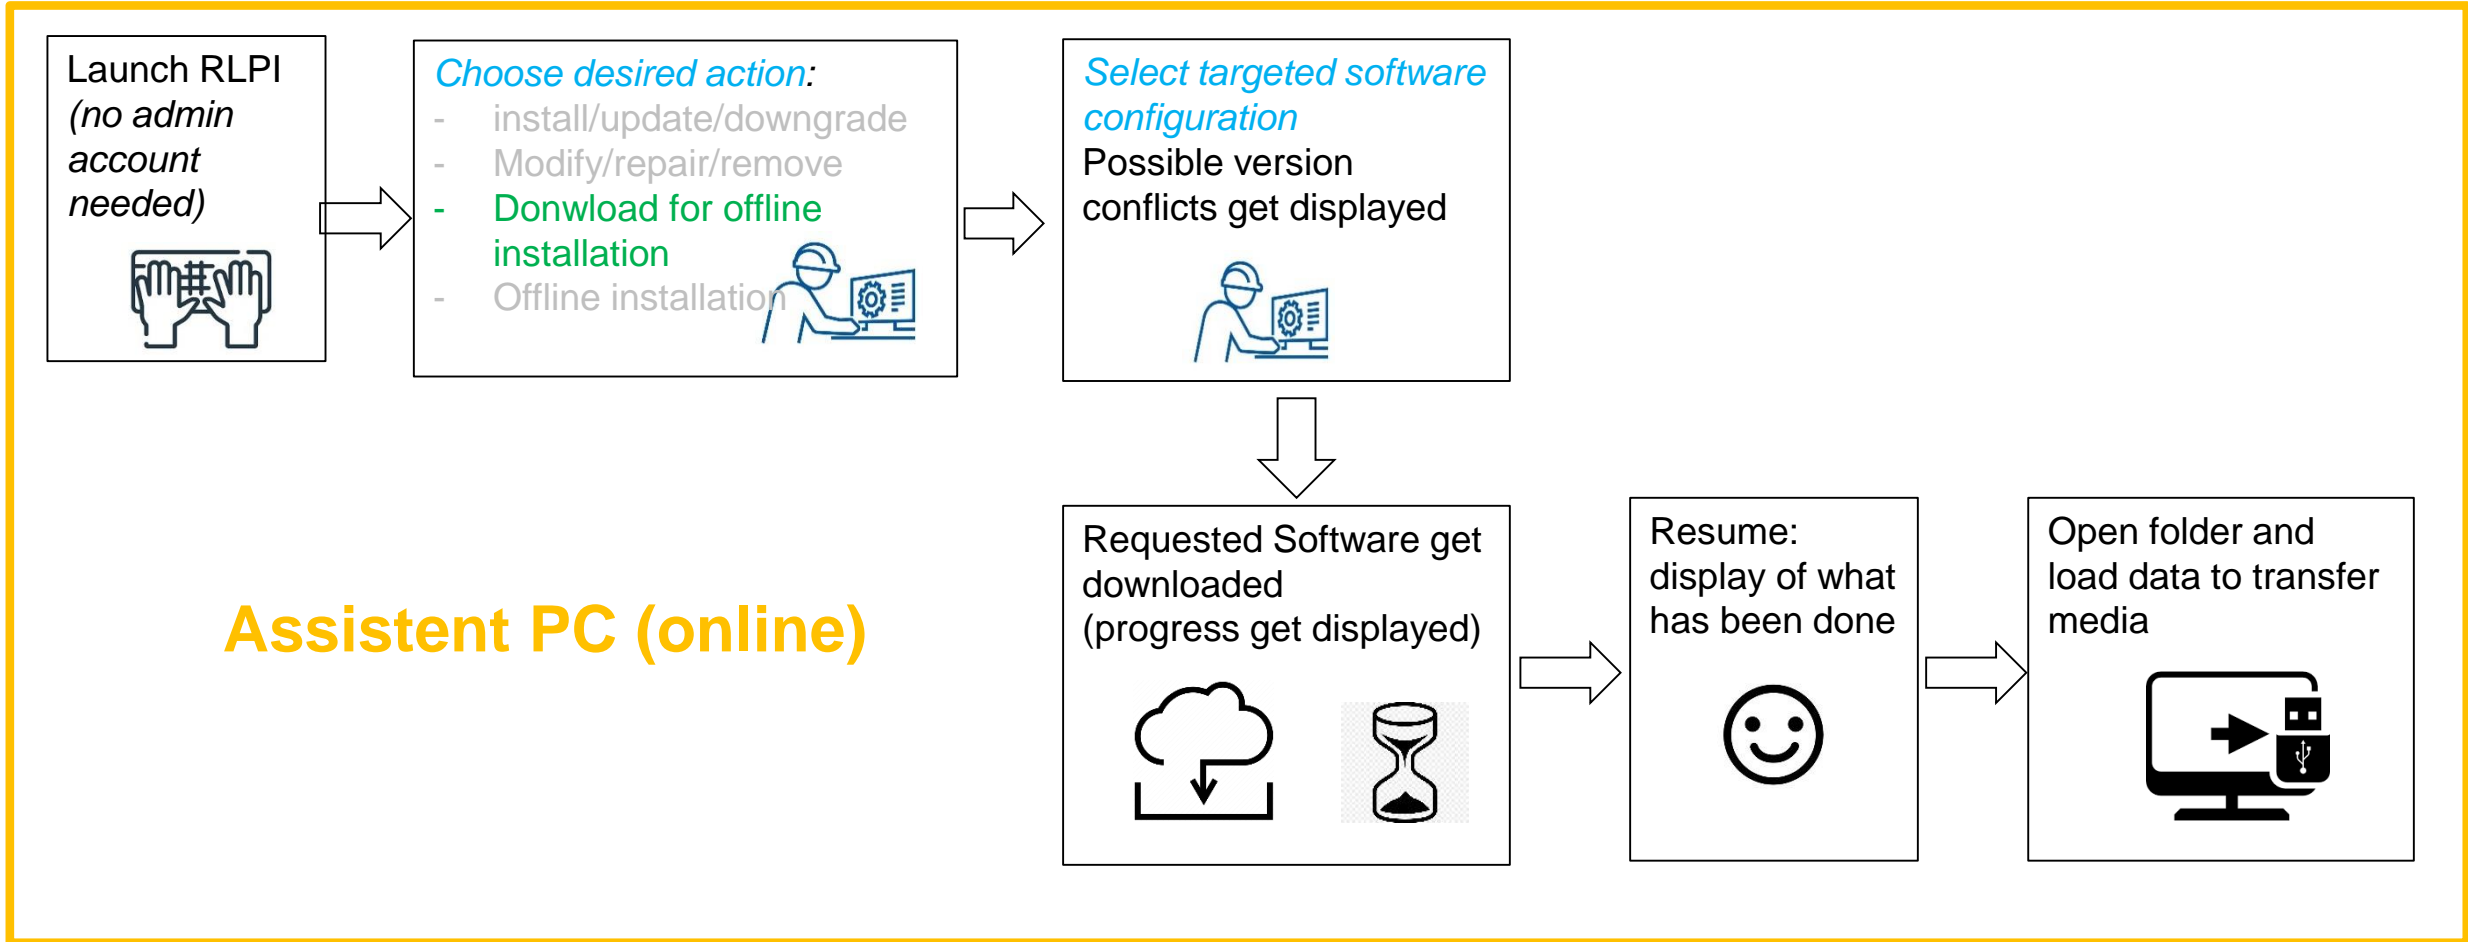 Launch RLPI
(no admin
account
needed)
Choose desired action:
- install/update/downgrade
- Modify/repair/remove
- Donwload for offline
installation
- Offline installation
Select targeted software
configuration
Possible version
conflicts get displayed
Assistent PC (online)
Requested Software get
downloaded
(progress get displayed)
Resume:
display of what
has been done
Open folder and
load data to transfer
media